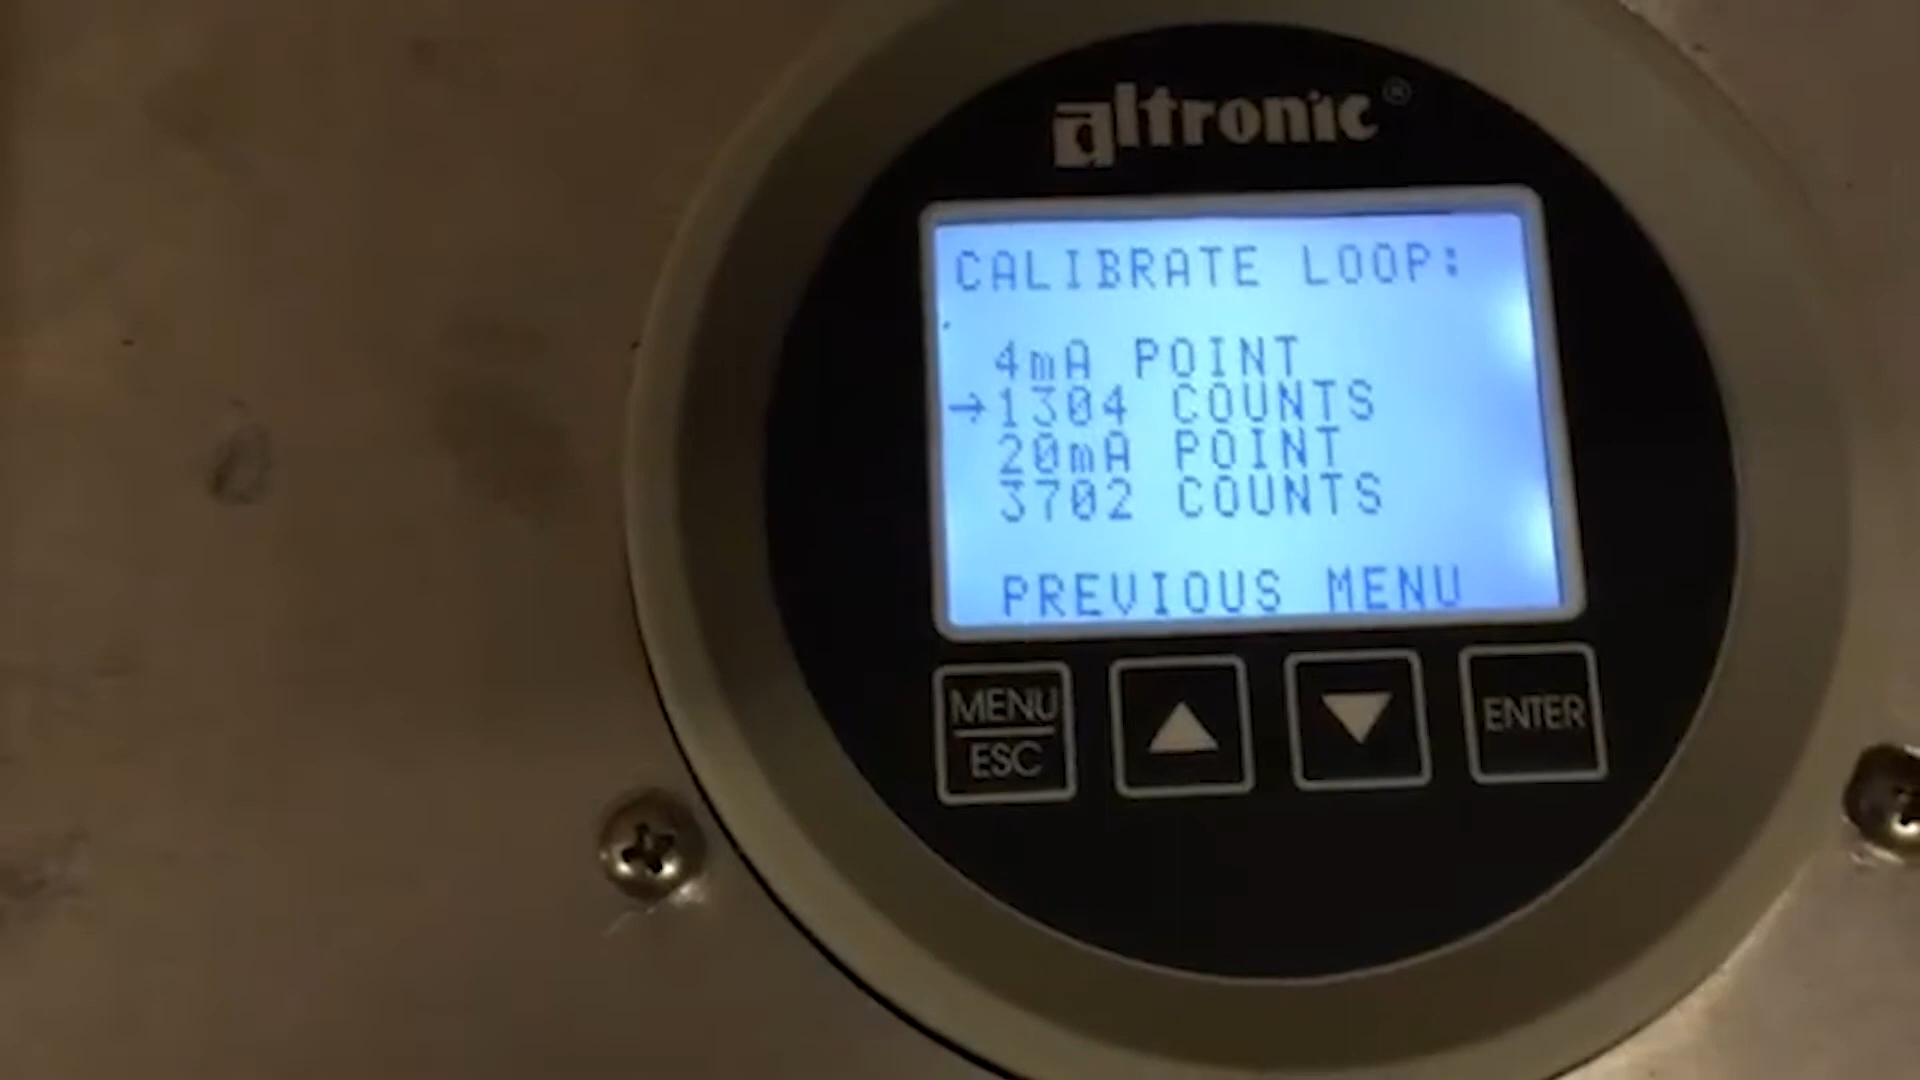 altronic®
CALIBRATE LOOP:
4mA POINT
→1304 COUNTS
20mA POINT
3702 COUNTS
PREVIOUS MENU
MENU
ESC
ENTER